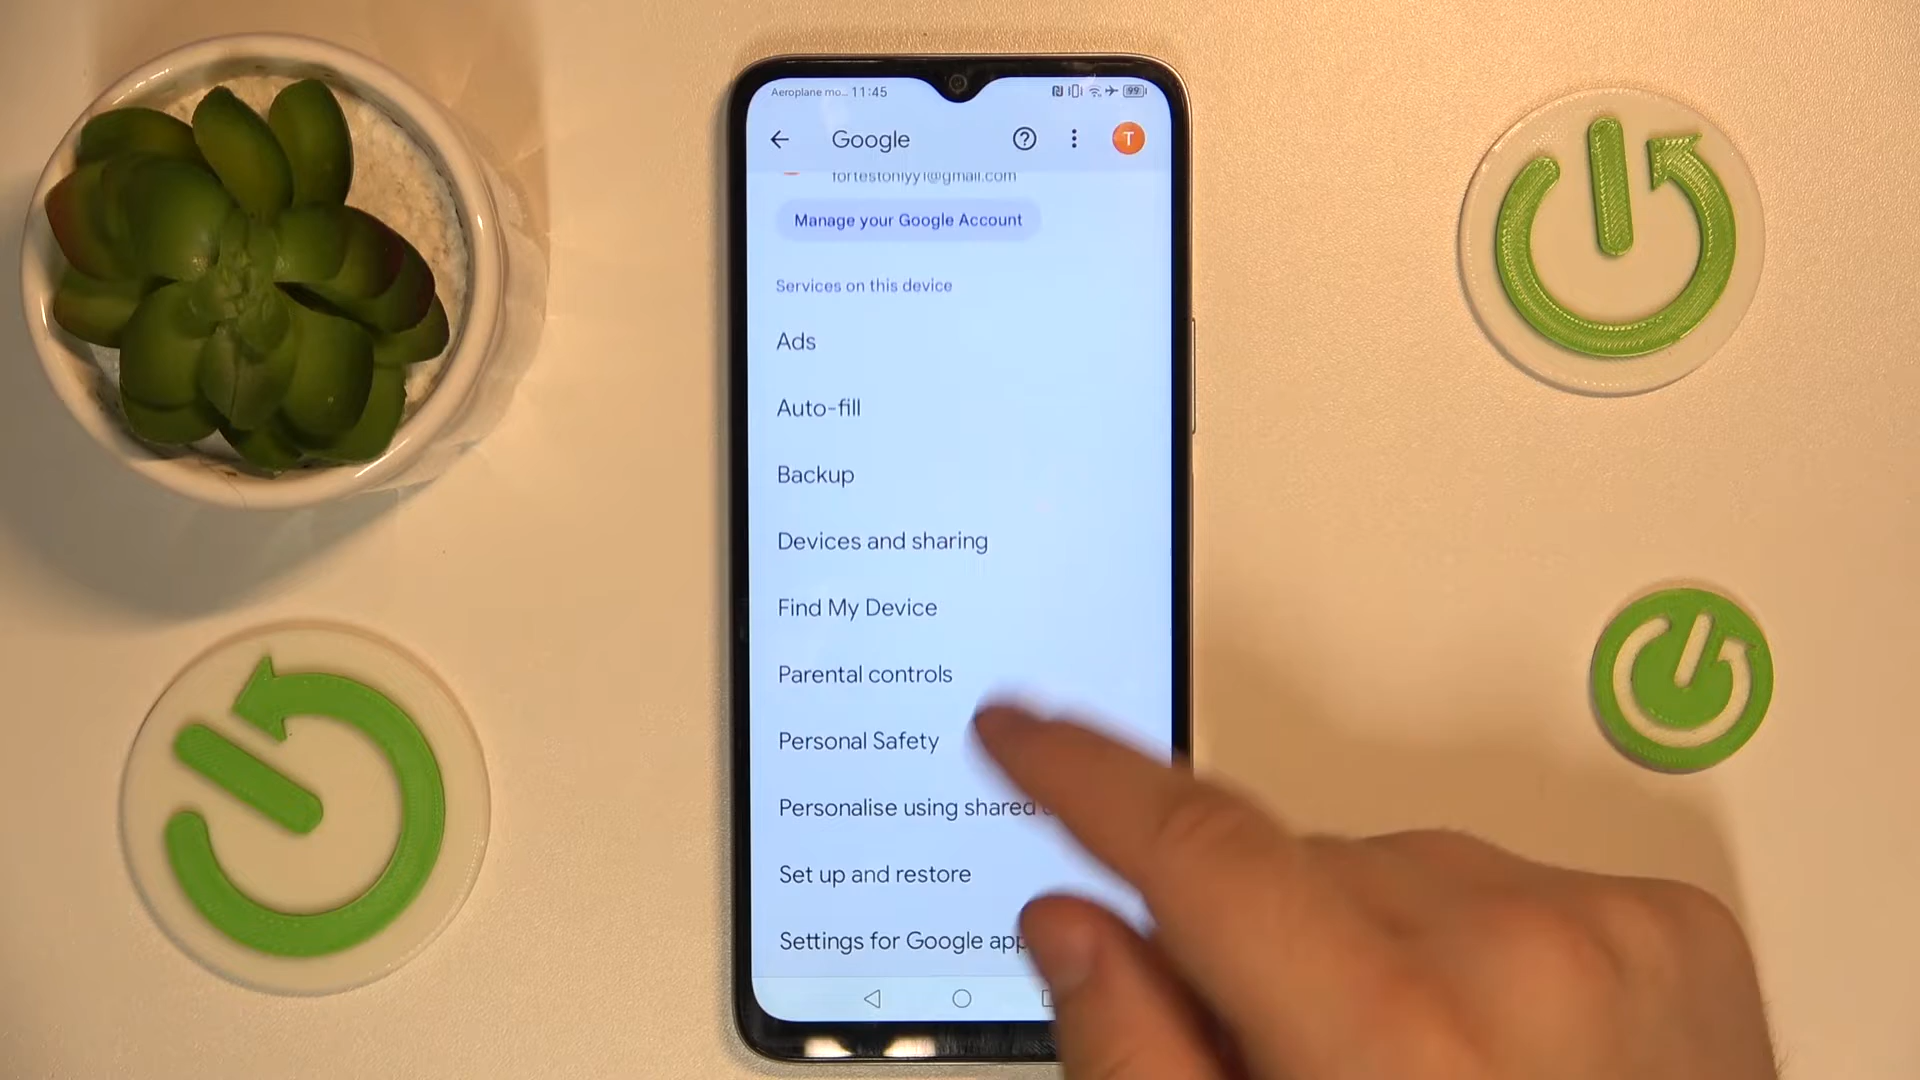 Aeroplane mo... 11:45
99
Google
T
fortestoniyy1@gmail.com
Manage your Google Account
Services on this device
Ads
Auto-fill
Backup
Devices and sharing
Find My Device
Parental controls
Personal Safety
Personalise using shared
Set up and restore
Settings for Google app